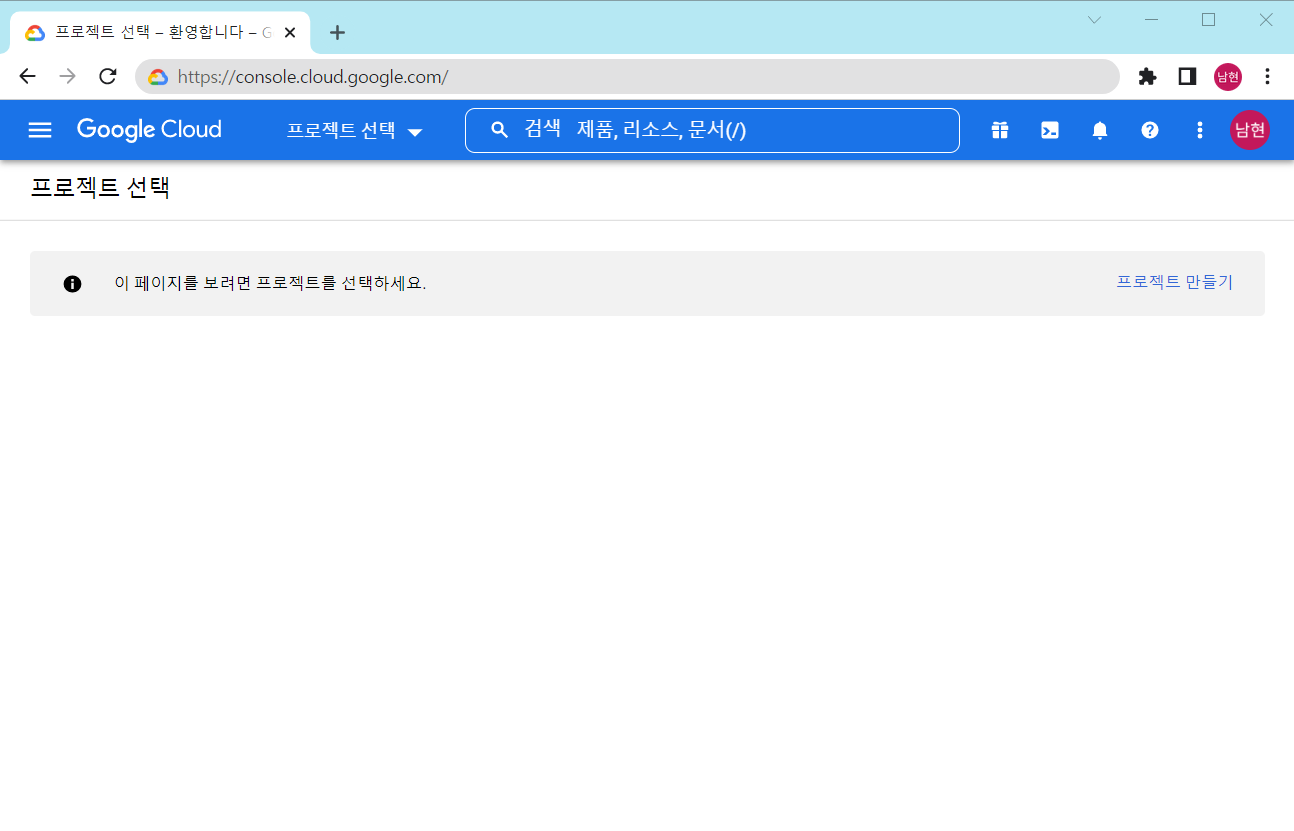 프로젝트 선택 – 환영합니다 – G
https://console.cloud.google.com/
남현
Google Cloud
프로젝트 선택
검색 제품, 리소스, 문서(/)
남현
프로젝트 선택
이 페이지를 보려면 프로젝트를 선택하세요.
프로젝트 만들기